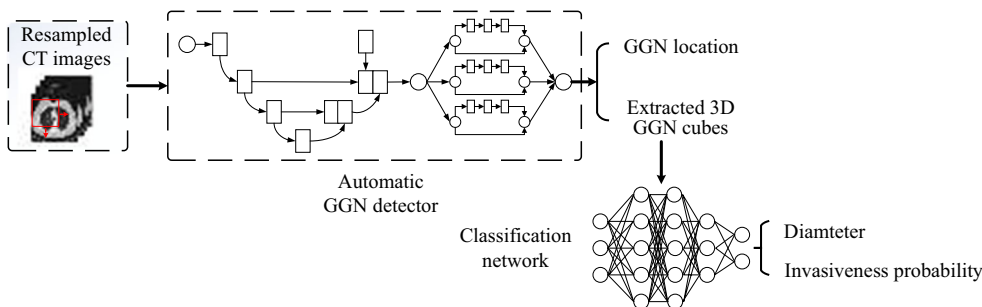 Resampled
CT images
GGN location
Extracted 3D
GGN cubes
Automatic
GGN detector
Classification
network
Diamteter
Invasiveness probability